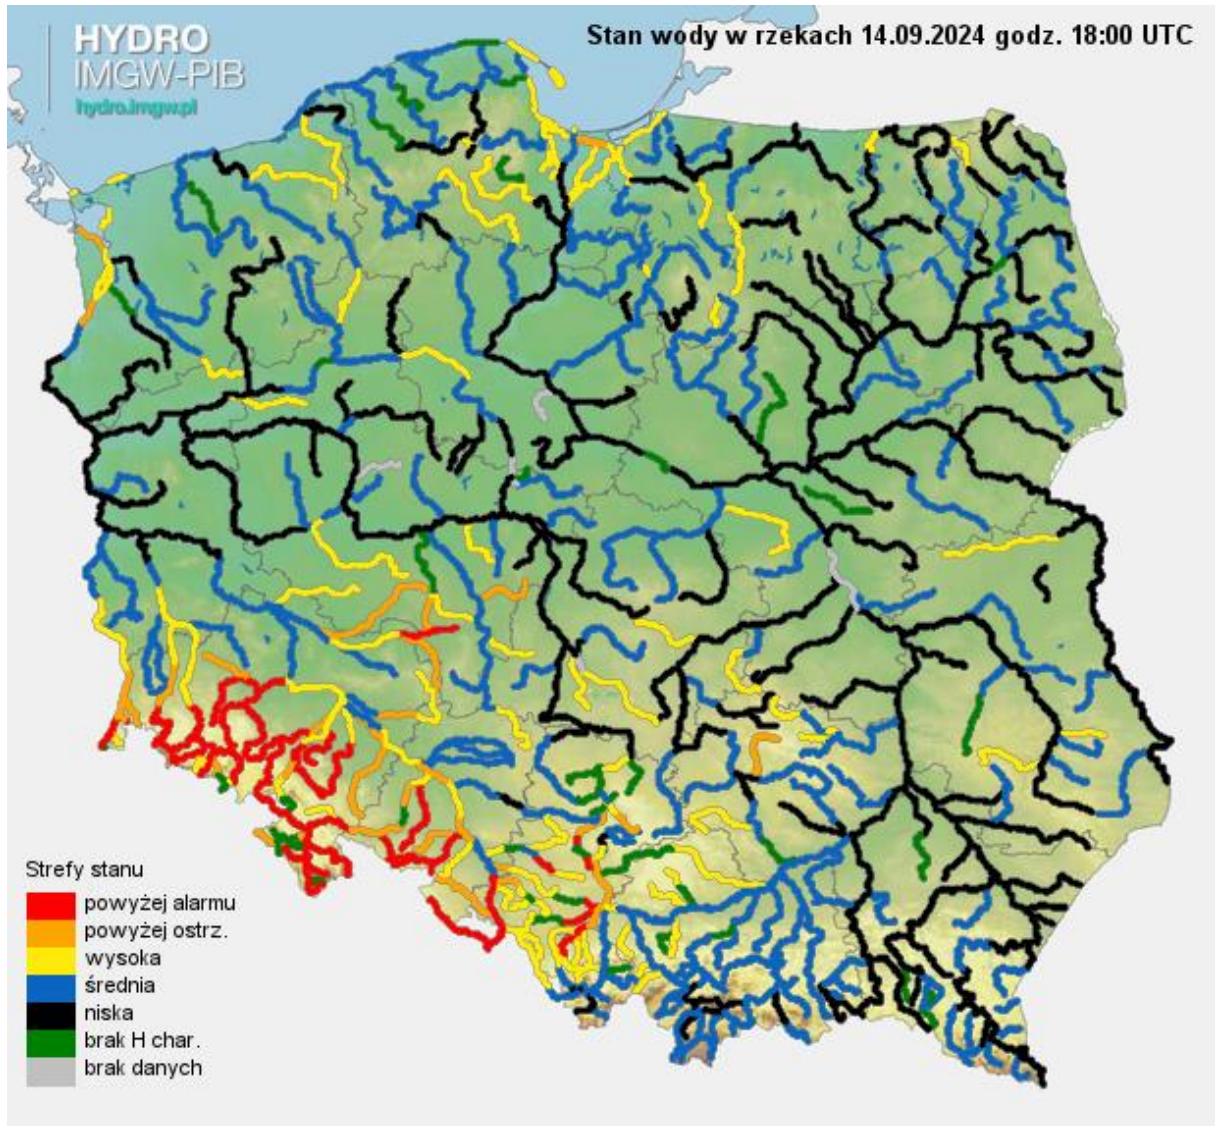 HYDRO
IMGW-PIB
hydro.imgw.pl
Stan wody w rzekach 14.09.2024 godz. 18:00 UTC
Strefy stanu
powyżej alarmu
powyżej ostrz.
wysoka
średnia
niska
brak H char.
brak danych